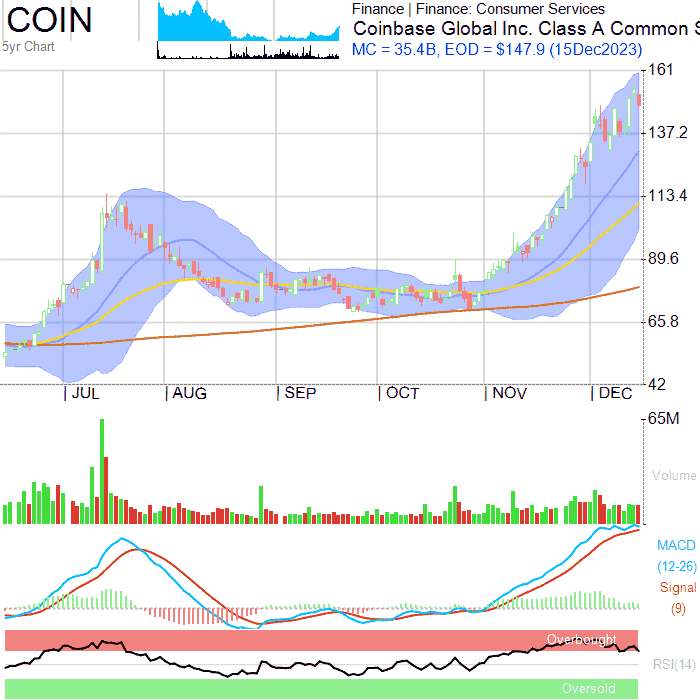 COIN
5yr Chart
Finance | Finance: Consumer Services
Coinbase Global Inc. Class A Common S
MC = 35.4B, EOD = $147.9 (15Dec2023)
161
137.2
113.4
89.6
65.8
42
JUL AUG SEP OCT NOV DEC
65M
Volume
MACD
(12-26)
Signal
(9)
Overbought
RSI(14)
Oversold